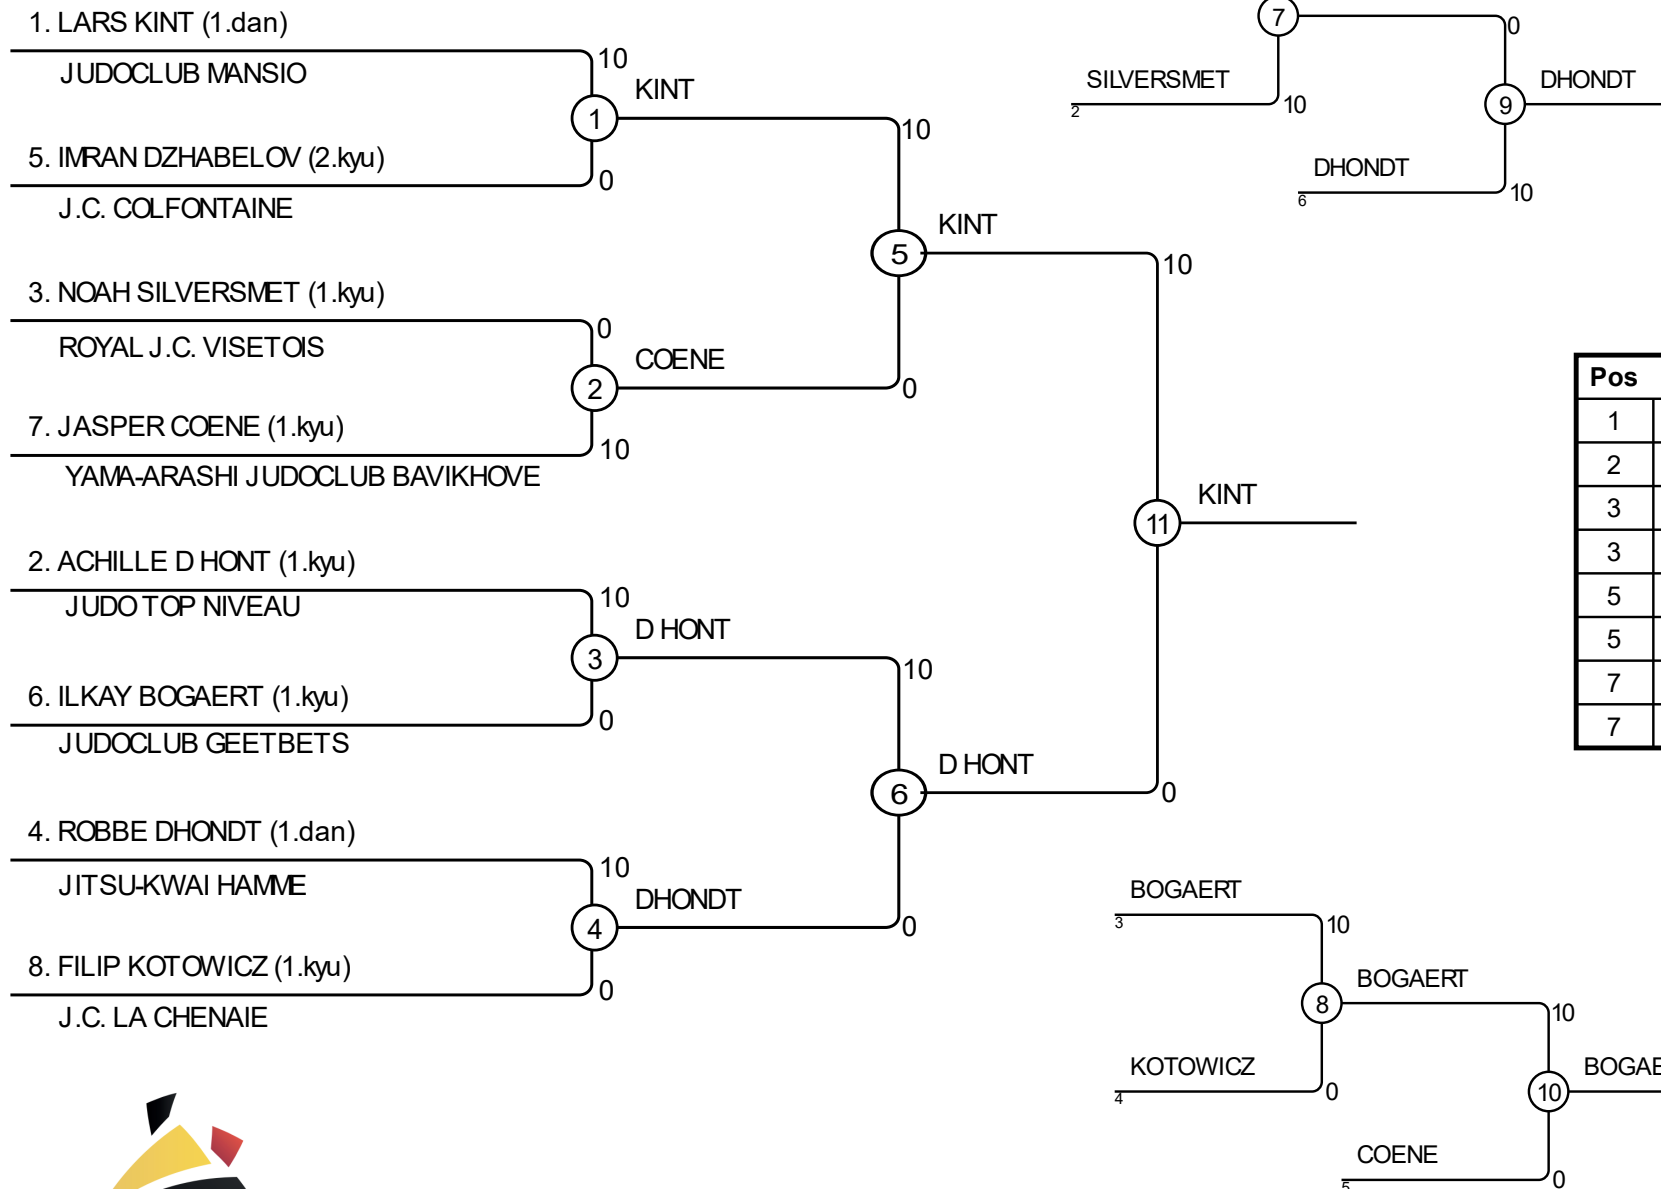 1. LARS KINT (1.dan)
JUDOCLUB MANSIO
10
1
KINT
0
5. IMRAN DZHABELOV (2.kyu)
J.C. COLFONTAINE
10
5
KINT
0
3. NOAH SILVERSMET (1.kyu)
ROYAL J.C. VISETOIS
0
2
COENE
10
7. JASPER COENE (1.kyu)
YAMA-ARASHI JUDOCLUB BAVIKHOVE
10
11
KINT
0
2. ACHILLE D HONT (1.kyu)
JUDO TOP NIVEAU
10
3
D HONT
0
6. ILKAY BOGAERT (1.kyu)
JUDOCLUB GEETBETS
10
6
D HONT
0
4. ROBBE DHONDT (1.dan)
JITSU-KWAI HAMME
10
4
DHONDT
0
8. FILIP KOTOWICZ (1.kyu)
J.C. LA CHENAIE
7
0
SILVERSMET
2
10
9
DHONDT
DHONDT
6
10
Pos
1
2
3
3
5
5
7
7
BOGAERT
3
10
8
BOGAERT
10
KOTOWICZ
4
0
10
COENE
5
0